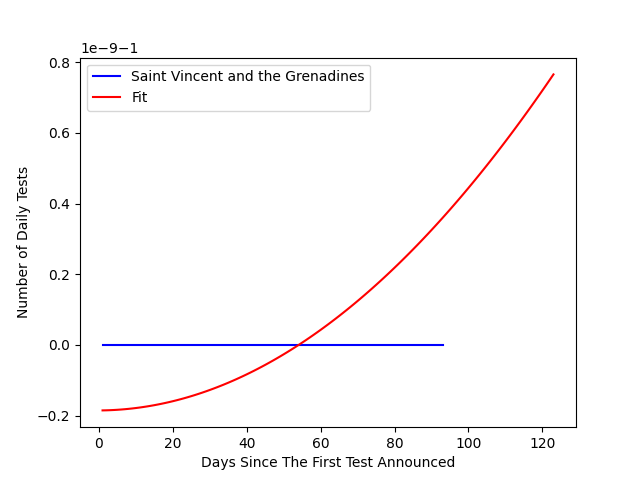 1e−9−1
Saint Vincent and the Grenadines
Fit
Number of Daily Tests
0.8
0.6
0.4
0.2
0.0
−0.2
0 20 40 60 80 100 120
Days Since The First Test Announced